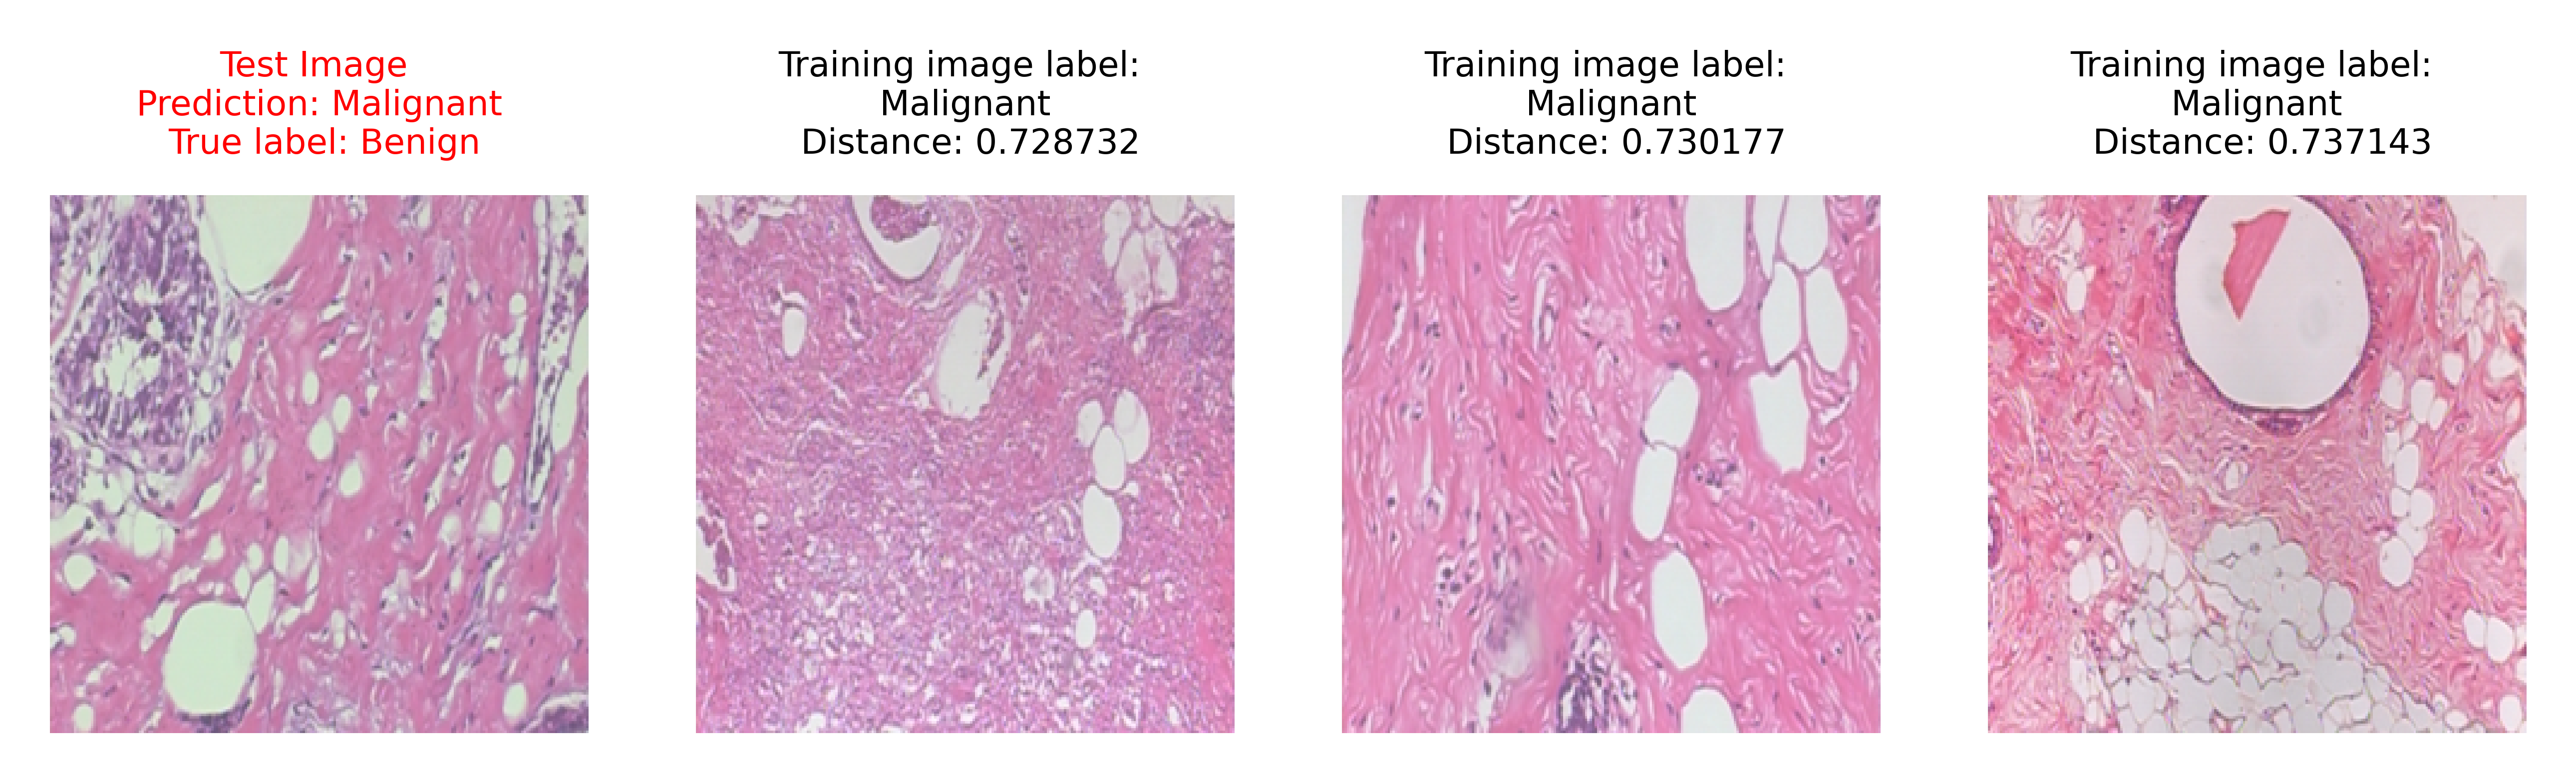 Test Image
Prediction: Malignant
True label: Benign
Training image label:
Malignant
Distance: 0.728732
Training image label:
Malignant
Distance: 0.730177
Training image label:
Malignant
Distance: 0.737143